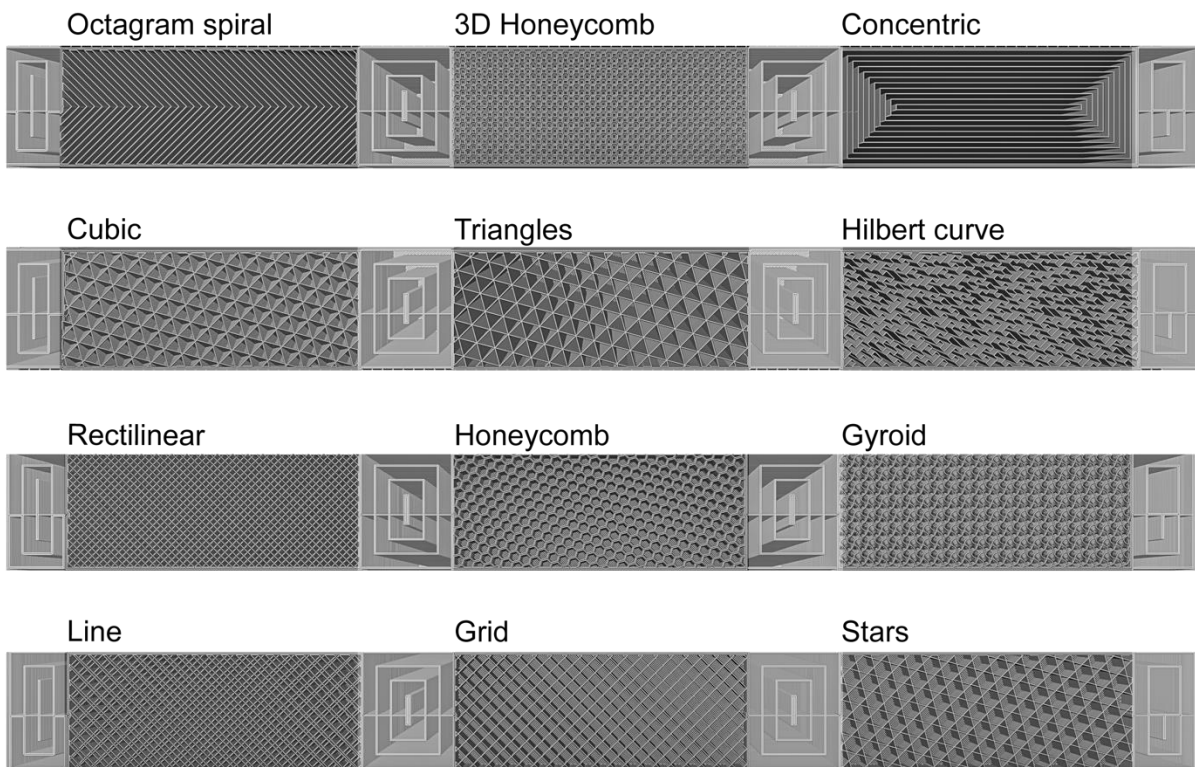 Octagram spiral
3D Honeycomb
Concentric
Cubic
Triangles
Hilbert curve
Rectilinear
Honeycomb
Gyroid
Line
Grid
Stars